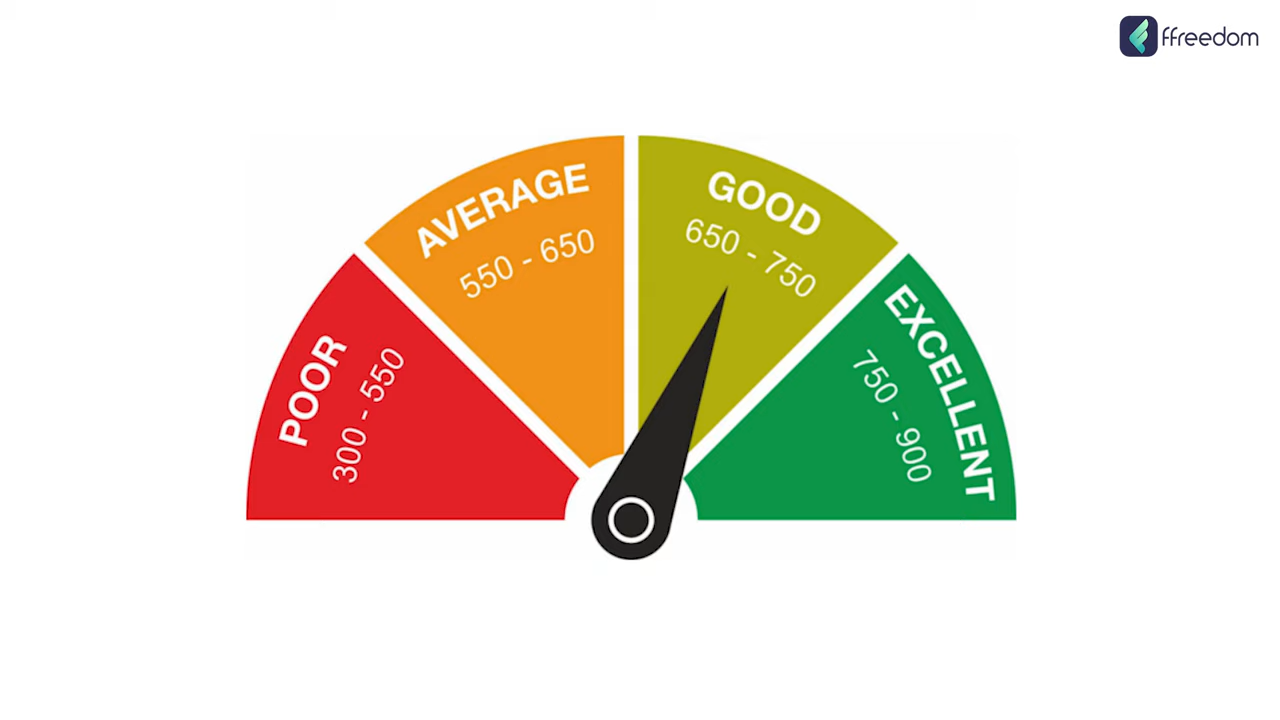 ffreedom
POOR
300 - 550
AVERAGE
550 - 650
GOOD
650 - 750
EXCELLENT
750 - 900